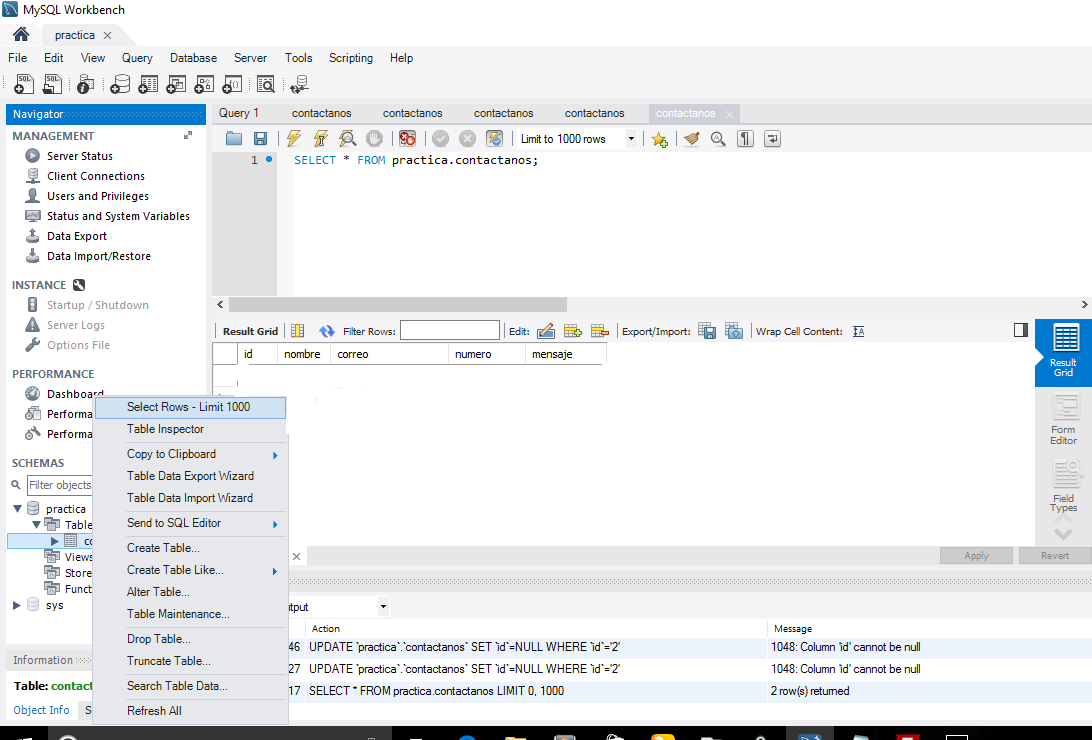 MySQL Workbench
practica
File Edit View Query Database Server Tools Scripting Help
Navigator
MANAGEMENT
Server Status
Client Connections
Users and Privileges
Status and System Variables
Data Export
Data Import/Restore
INSTANCE
Startup / Shutdown
Server Logs
Options File
PERFORMANCE
Dashboard
Performa
Performa
SCHEMAS
Filter objects
practica
Table
co
Views
Store
Funct
sys
Information
Table: contact
Object Info S
Query 1 contactanos contactanos contactanos contactanos contactanos
Limit to 1000 rows
1 SELECT * FROM practica.contactanos;
Result Grid Filter Rows: Edit: Export/Import: Wrap Cell Content:
id nombre correo numero mensaje
Result
Grid
Form
Editor
Field
Types
Select Rows - Limit 1000
Table Inspector
Copy to Clipboard
Table Data Export Wizard
Table Data Import Wizard
Send to SQL Editor
Create Table...
Create Table Like...
Alter Table...
Table Maintenance...
Drop Table...
Truncate Table...
Search Table Data...
Refresh All
Apply Revert
utput
Action Message
46 UPDATE `practica`.`contactanos` SET `id`=NULL WHERE `id`='2' 1048: Column 'id' cannot be null
27 UPDATE `practica`.`contactanos` SET `id`=NULL WHERE `id`='2' 1048: Column 'id' cannot be null
17 SELECT * FROM practica.contactanos LIMIT 0, 1000 2 row(s) returned